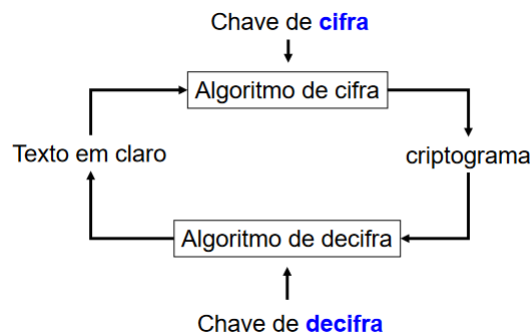 Chave de cifra
Algoritmo de cifra
Texto em claro
criptograma
Algoritmo de decifra
Chave de decifra